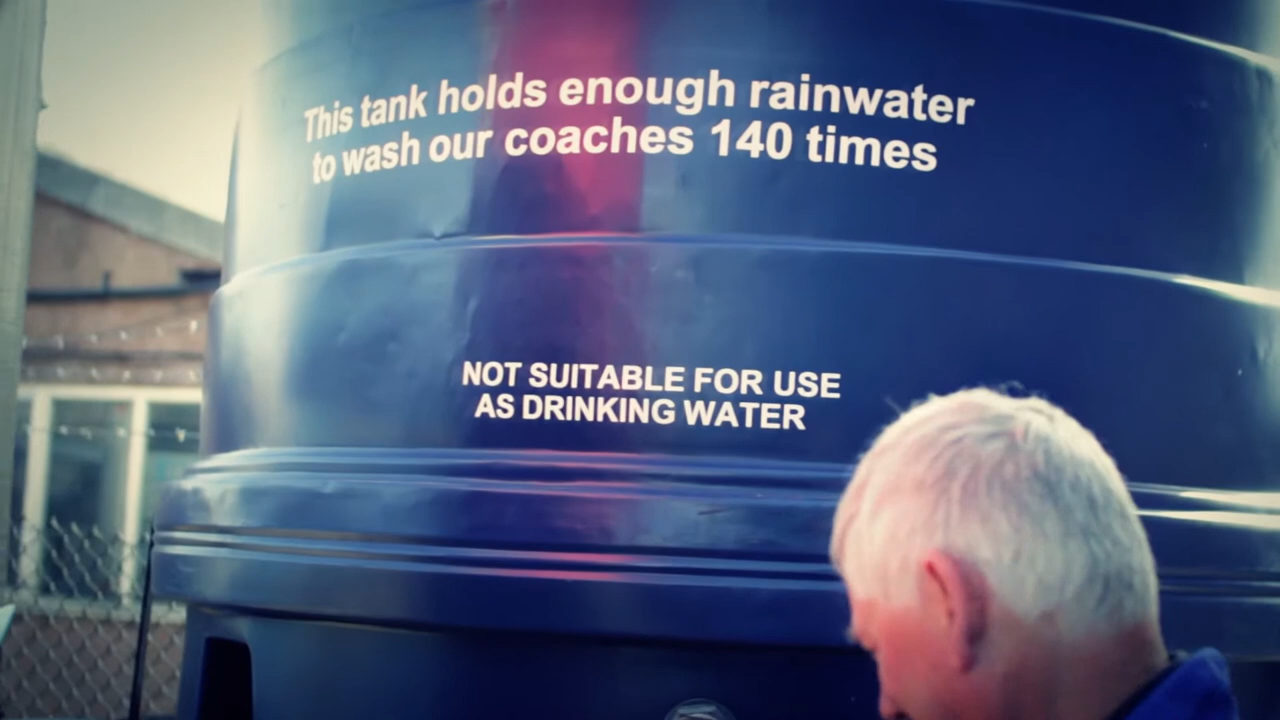 This tank holds enough rainwater
to wash our coaches 140 times
NOT SUITABLE FOR USE
AS DRINKING WATER